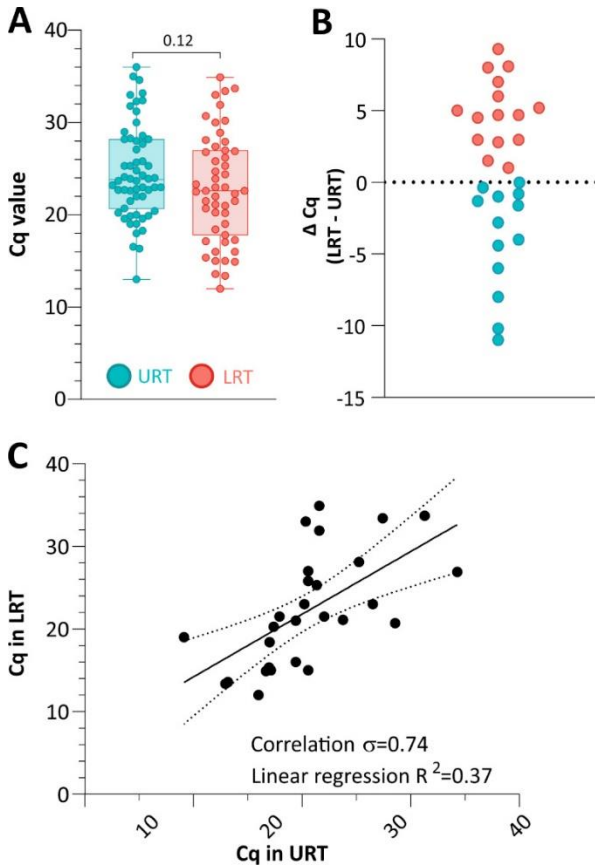 A
Cq value
40
30
20
10
0
0.12
URT
LRT
B
Δ Cq
(LRT - URT)
10
5
0
-5
-10
-15
C
Cq in LRT
40
30
20
10
0
Correlation σ=0.74
Linear regression R²=0.37
10
20
30
40
Cq in URT